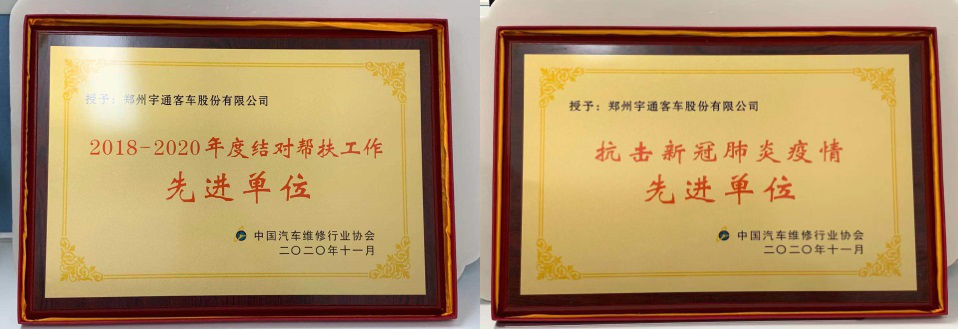 授予：郑州宇通客车股份有限公司
2018-2020年度结对帮扶工作
先进单位
中国汽车维修行业协会
二〇二〇年十一月
授予：郑州宇通客车股份有限公司
抗击新冠肺炎疫情
先进单位
中国汽车维修行业协会
二〇二〇年十一月